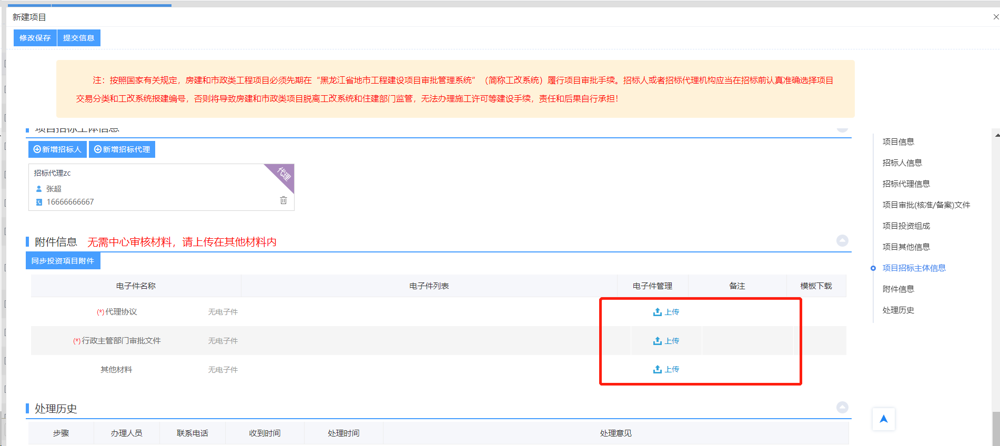 新建项目
修改保存 提交信息
注：按照国家有关规定，房建和市政类工程项目必须先期在“黑龙江省地市工程建设项目审批管理系统”（简称工改系统）履行项目审批手续。招标人或者招标代理机构应当在招标前认真准确选择项目
交易分类和工改系统报建编号，否则将导致房建和市政类项目脱离工改系统和住建部门监管，无法办理施工许可等建设手续，责任和后果自行承担！
项目招标主体信息
新增招标人 新增招标代理
招标代理zc
代理
张超
16666666667
附件信息 无需中心审核材料，请上传在其他材料内
同步投资项目附件
电子件名称 电子件列表 电子件管理 备注 模板下载
(*)代理协议 无电子件 上传
(*)行政主管部门审批文件 无电子件 上传
其他材料 无电子件 上传
处理历史
步骤 办理人员 联系电话 收到时间 处理时间 处理意见
项目信息
招标人信息
招标代理信息
项目审批(核准/备案)文件
项目投资组成
项目其他信息
项目招标主体信息
附件信息
处理历史